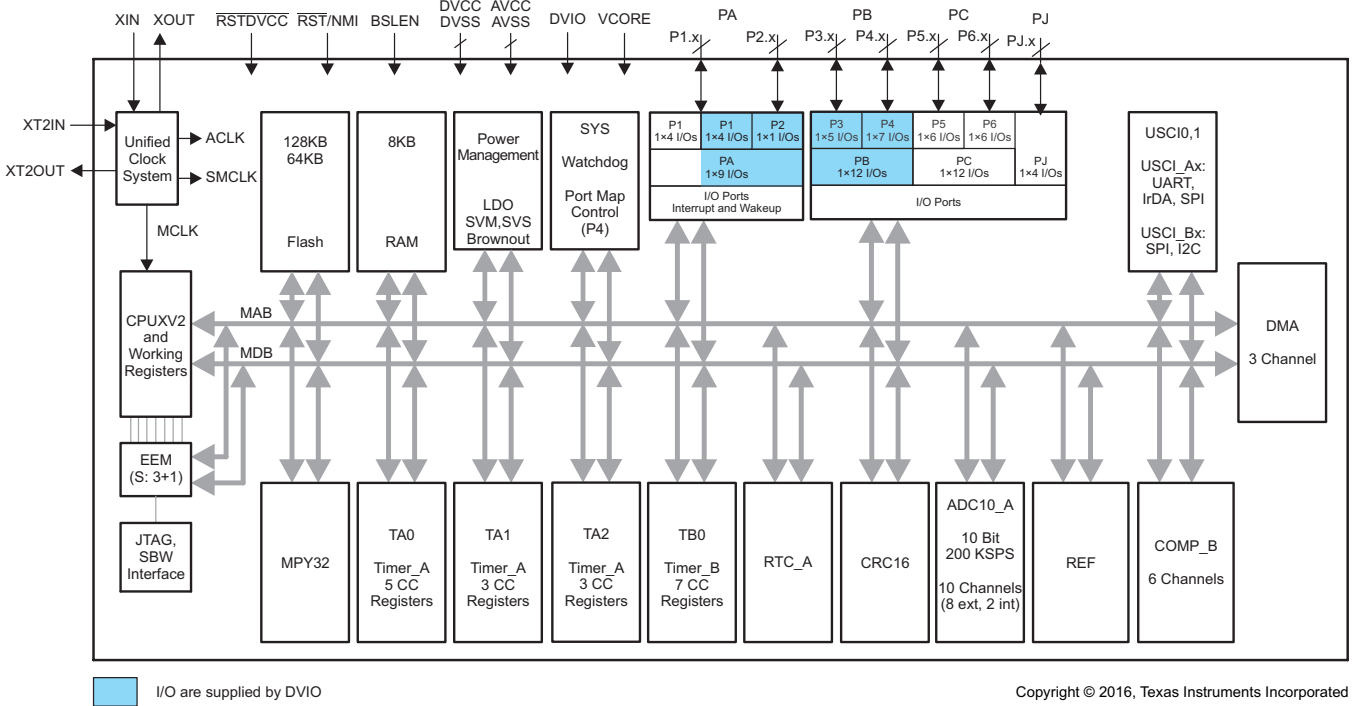 XIN
XOUT
RSTDVCC
RST/NMI
BSLEN
DVCC
DVSS
AVCC
AVSS
DVIO
VCORE
PA
P1.x
P2.x
PB
P3.x
P4.x
PC
P5.x
P6.x
PJ
PJ.x
XT2IN
XT2OUT
Unified
Clock
System
ACLK
SMCLK
MCLK
128KB
64KB
Flash
8KB
RAM
Power
Management
LDO
SVM,SVS
Brownout
SYS
Watchdog
Port Map
Control
(P4)
P1
1×4 I/Os
P1
1×4 I/Os
P2
1×1 I/Os
PA
1×9 I/Os
I/O Ports
Interrupt and Wakeup
P3
1×5 I/Os
P4
1×7 I/Os
P5
1×6 I/Os
P6
1×6 I/Os
PB
1×12 I/Os
PC
1×12 I/Os
PJ
1×4 I/Os
I/O Ports
USCI0,1
USCI_Ax:
UART,
IrDA, SPI
USCI_Bx:
SPI, I2C
CPUXV2
and
Working
Registers
MAB
MDB
DMA
3 Channel
EEM
(S: 3+1)
JTAG,
SBW
Interface
MPY32
TA0
Timer_A
5 CC
Registers
TA1
Timer_A
3 CC
Registers
TA2
Timer_A
3 CC
Registers
TB0
Timer_B
7 CC
Registers
RTC_A
CRC16
ADC10_A
10 Bit
200 KSPS
10 Channels
(8 ext, 2 int)
REF
COMP_B
6 Channels
I/O are supplied by DVIO
Copyright © 2016, Texas Instruments Incorporated